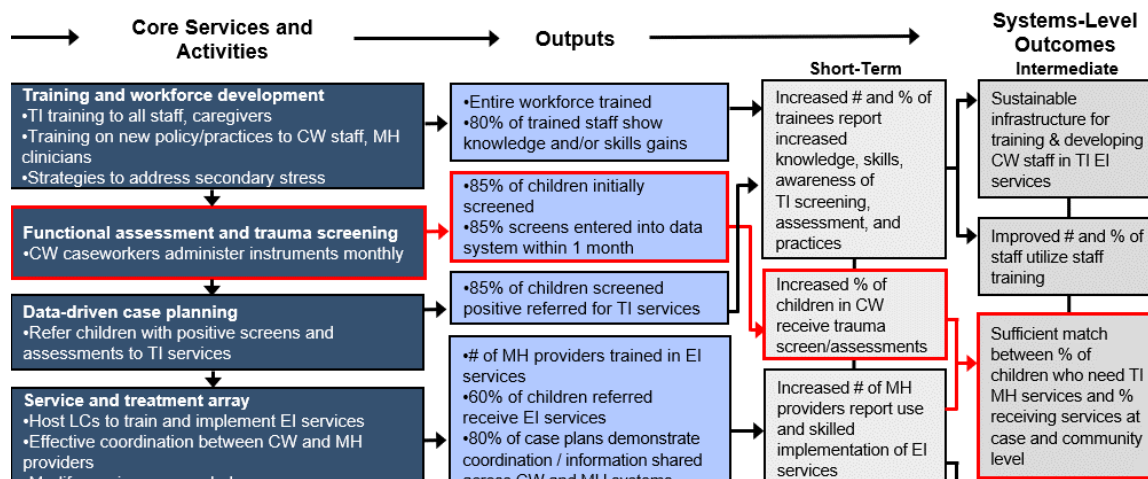 Core Services and
Activities
Outputs
Systems-Level
Outcomes
Short-Term
Intermediate
Training and workforce development
•TI training to all staff, caregivers
•Training on new policy/practices to CW staff, MH
clinicians
•Strategies to address secondary stress
Functional assessment and trauma screening
•CW caseworkers administer instruments monthly
Data-driven case planning
•Refer children with positive screens and
assessments to TI services
Service and treatment array
•Host LCs to train and implement EI services
•Effective coordination between CW and MH
providers
•Entire workforce trained
•80% of trained staff show
knowledge and/or skills gains
•85% of children initially
screened
•85% screens entered into data
system within 1 month
•85% of children screened
positive referred for TI services
•# of MH providers trained in EI
services
•60% of children referred
receive EI services
•80% of case plans demonstrate
coordination / information shared
across CW and MH systems
Increased # and % of
trainees report
increased
knowledge, skills,
awareness of
TI screening,
assessment, and
practices
Increased % of
children in CW
receive trauma
screen/assessments
Increased # of MH
providers report use
and skilled
implementation of EI
services
Sustainable
infrastructure for
training & developing
CW staff in TI EI
services
Improved # and % of
staff utilize staff
training
Sufficient match
between % of
children who need TI
MH services and %
receiving services at
case and community
level